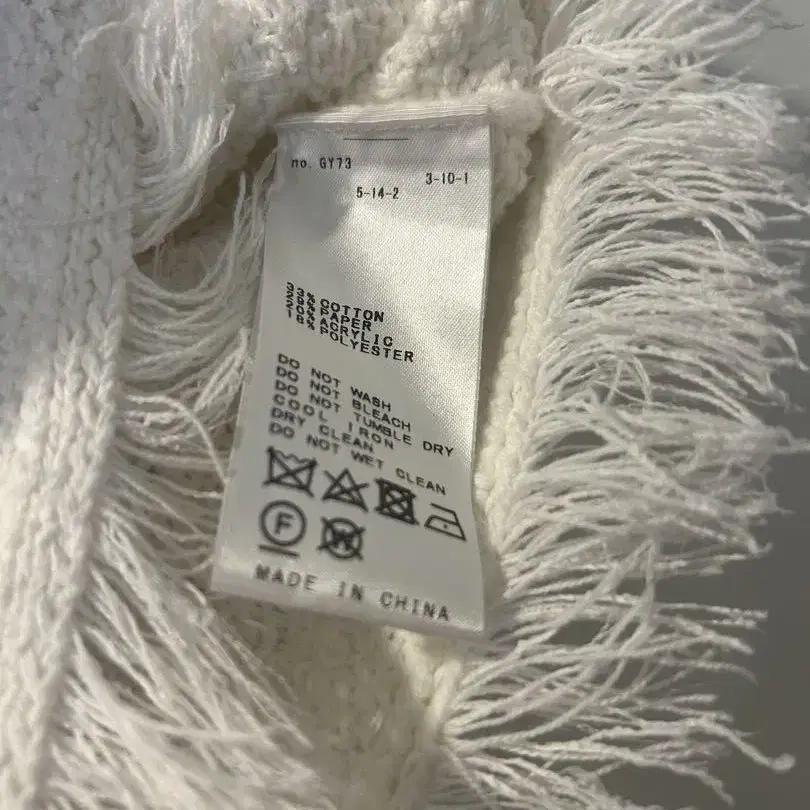 no. GY73
3-10-1
5-14-2
33% COTTON
29% PAPER
20% ACRYLIC
18% POLYESTER
DO NOT WASH
DO NOT BLEACH
DO NOT TUMBLE DRY
COOL IRON
DRY CLEAN
DO NOT WET CLEAN
F
W
MADE IN CHINA